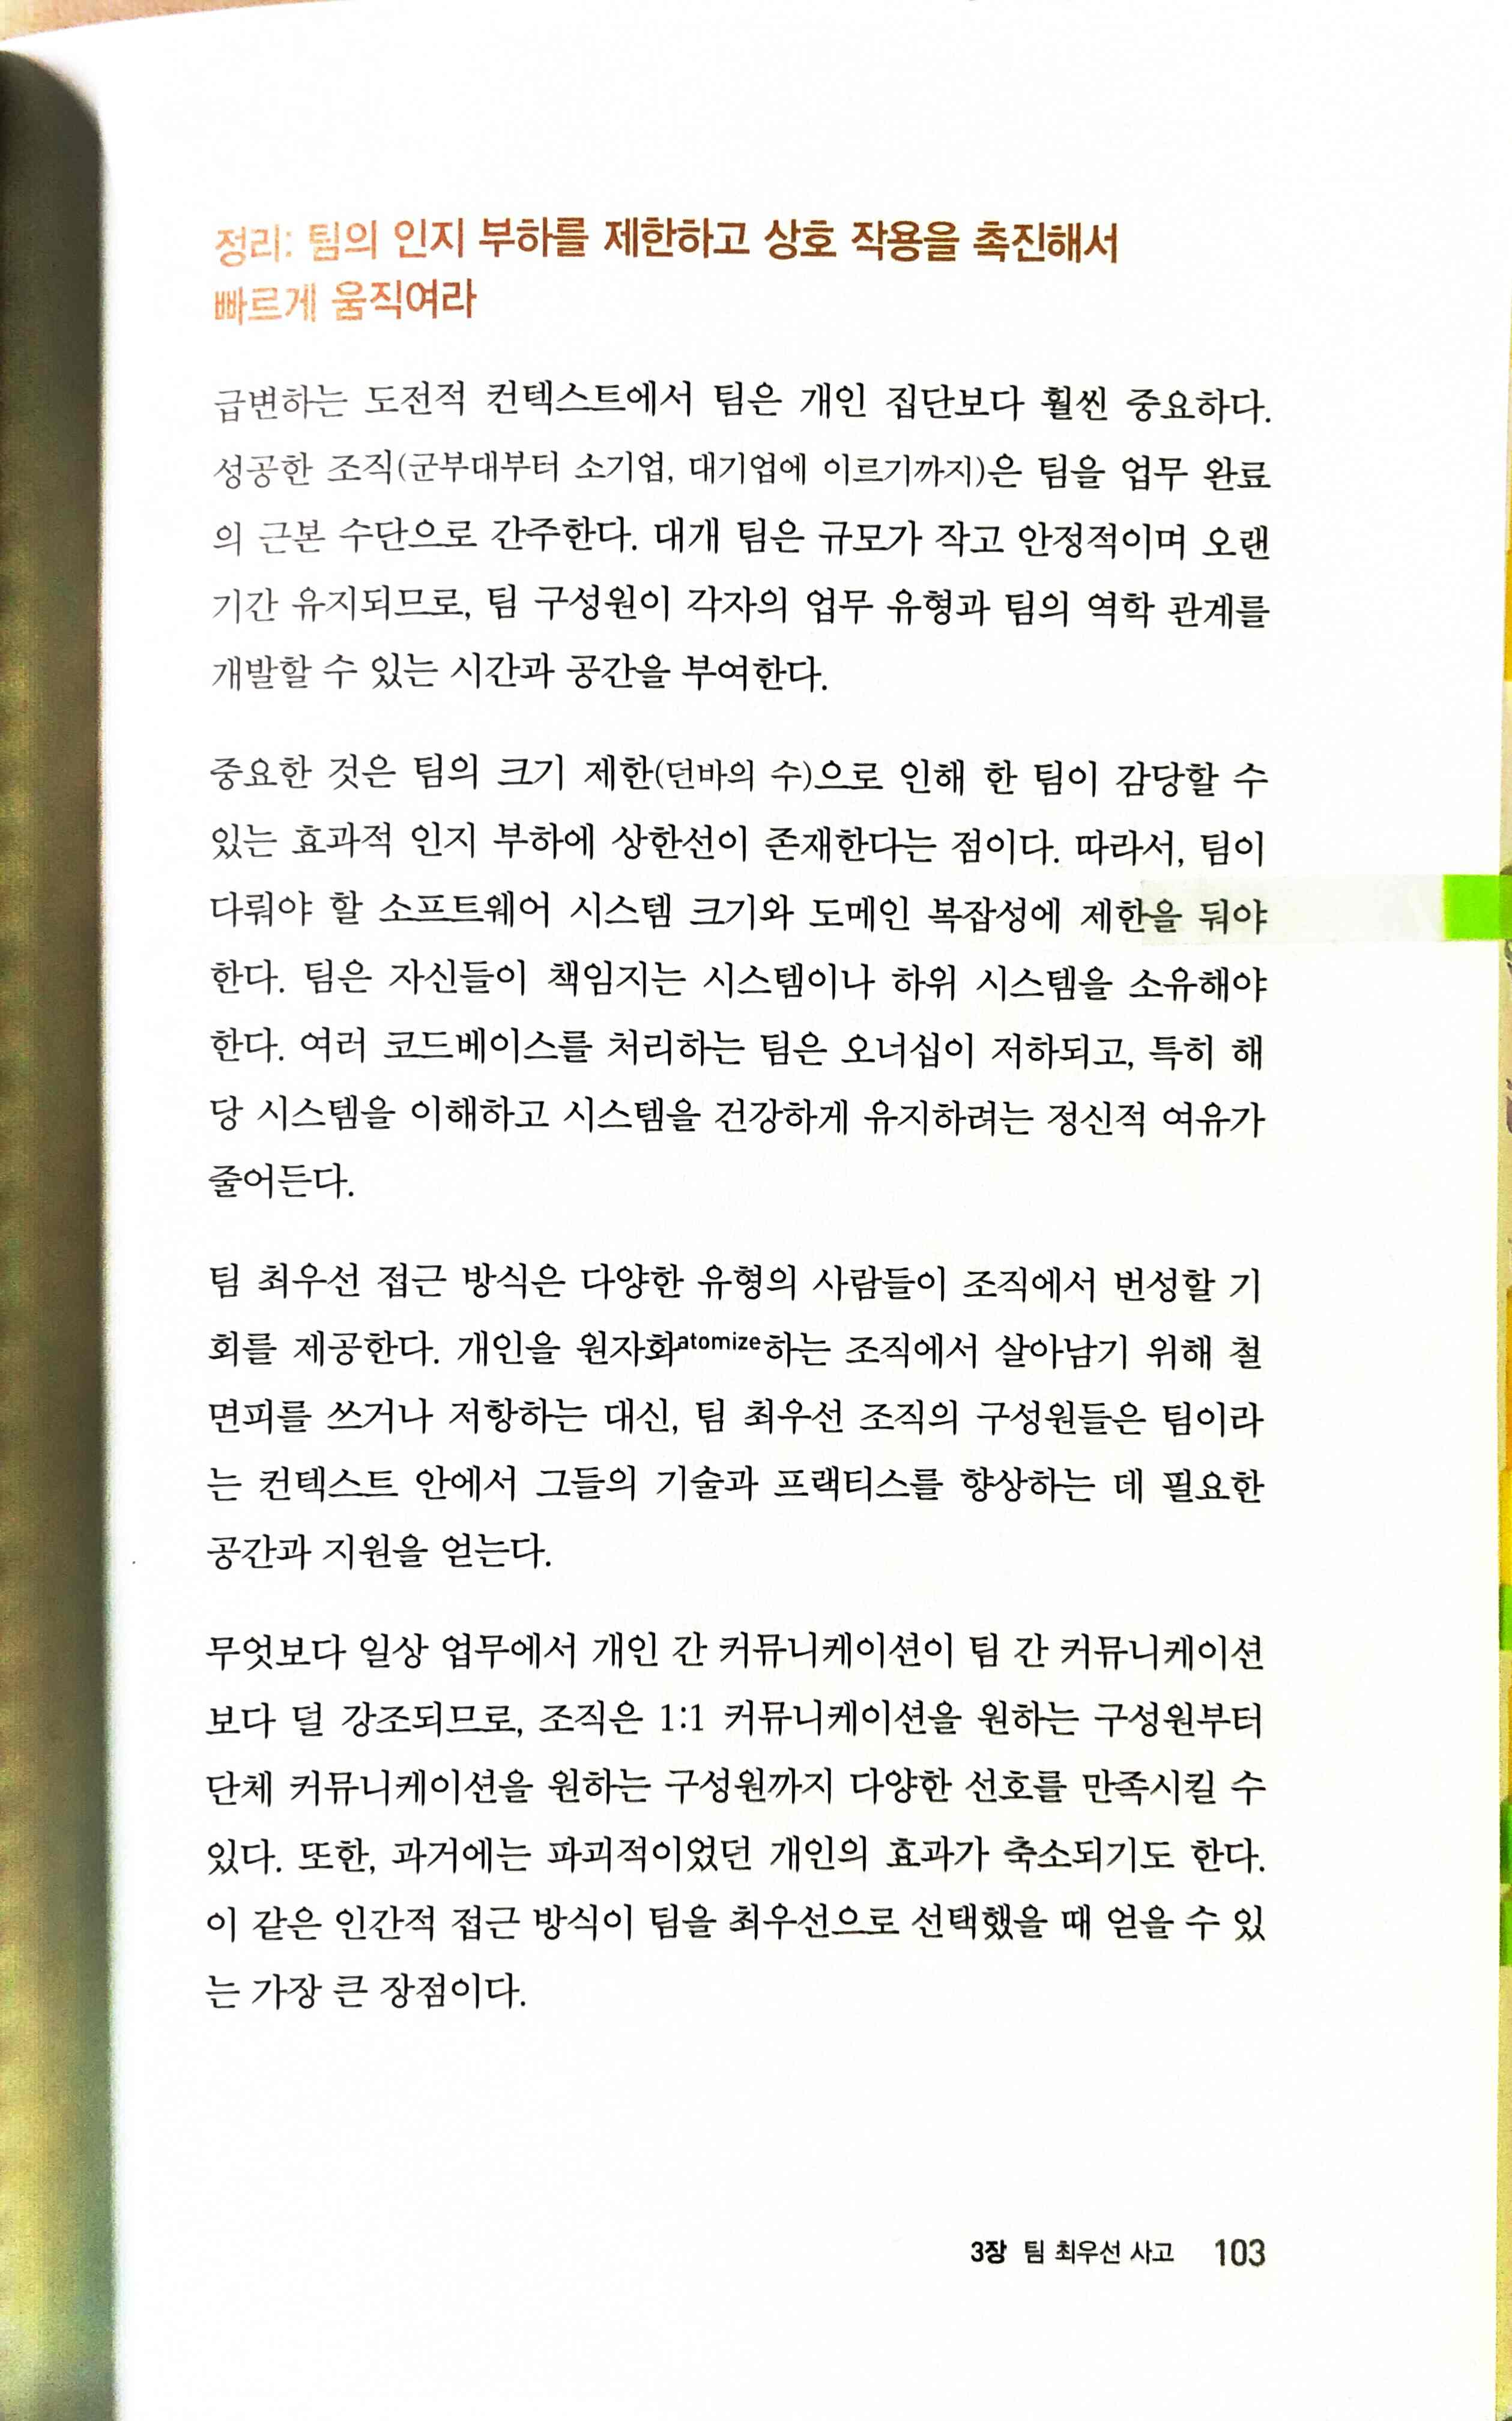 정리: 팀의 인지 부하를 제한하고 상호 작용을 촉진해서
빠르게 움직여라
급변하는 도전적 컨텍스트에서 팀은 개인 집단보다 훨씬 중요하다.
성공한 조직(군부대부터 소기업, 대기업에 이르기까지)은 팀을 업무 완료
의 근본 수단으로 간주한다. 대개 팀은 규모가 작고 안정적이며 오랜
기간 유지되므로, 팀 구성원이 각자의 업무 유형과 팀의 역학 관계를
개발할 수 있는 시간과 공간을 부여한다.
중요한 것은 팀의 크기 제한(던바의 수)으로 인해 한 팀이 감당할 수
있는 효과적 인지 부하에 상한선이 존재한다는 점이다. 따라서, 팀이
다뤄야 할 소프트웨어 시스템 크기와 도메인 복잡성에 제한을 둬야
한다. 팀은 자신들이 책임지는 시스템이나 하위 시스템을 소유해야
한다. 여러 코드베이스를 처리하는 팀은 오너십이 저하되고, 특히 해
당 시스템을 이해하고 시스템을 건강하게 유지하려는 정신적 여유가
줄어든다.
팀 최우선 접근 방식은 다양한 유형의 사람들이 조직에서 번성할 기
회를 제공한다. 개인을 원자화atomize하는 조직에서 살아남기 위해 철
면피를 쓰거나 저항하는 대신, 팀 최우선 조직의 구성원들은 팀이라
는 컨텍스트 안에서 그들의 기술과 프랙티스를 향상하는 데 필요한
공간과 지원을 얻는다.
무엇보다 일상 업무에서 개인 간 커뮤니케이션이 팀 간 커뮤니케이션
보다 덜 강조되므로, 조직은 1:1 커뮤니케이션을 원하는 구성원부터
단체 커뮤니케이션을 원하는 구성원까지 다양한 선호를 만족시킬 수
있다. 또한, 과거에는 파괴적이었던 개인의 효과가 축소되기도 한다.
이 같은 인간적 접근 방식이 팀을 최우선으로 선택했을 때 얻을 수 있
는 가장 큰 장점이다.
3장 팀 최우선 사고 103